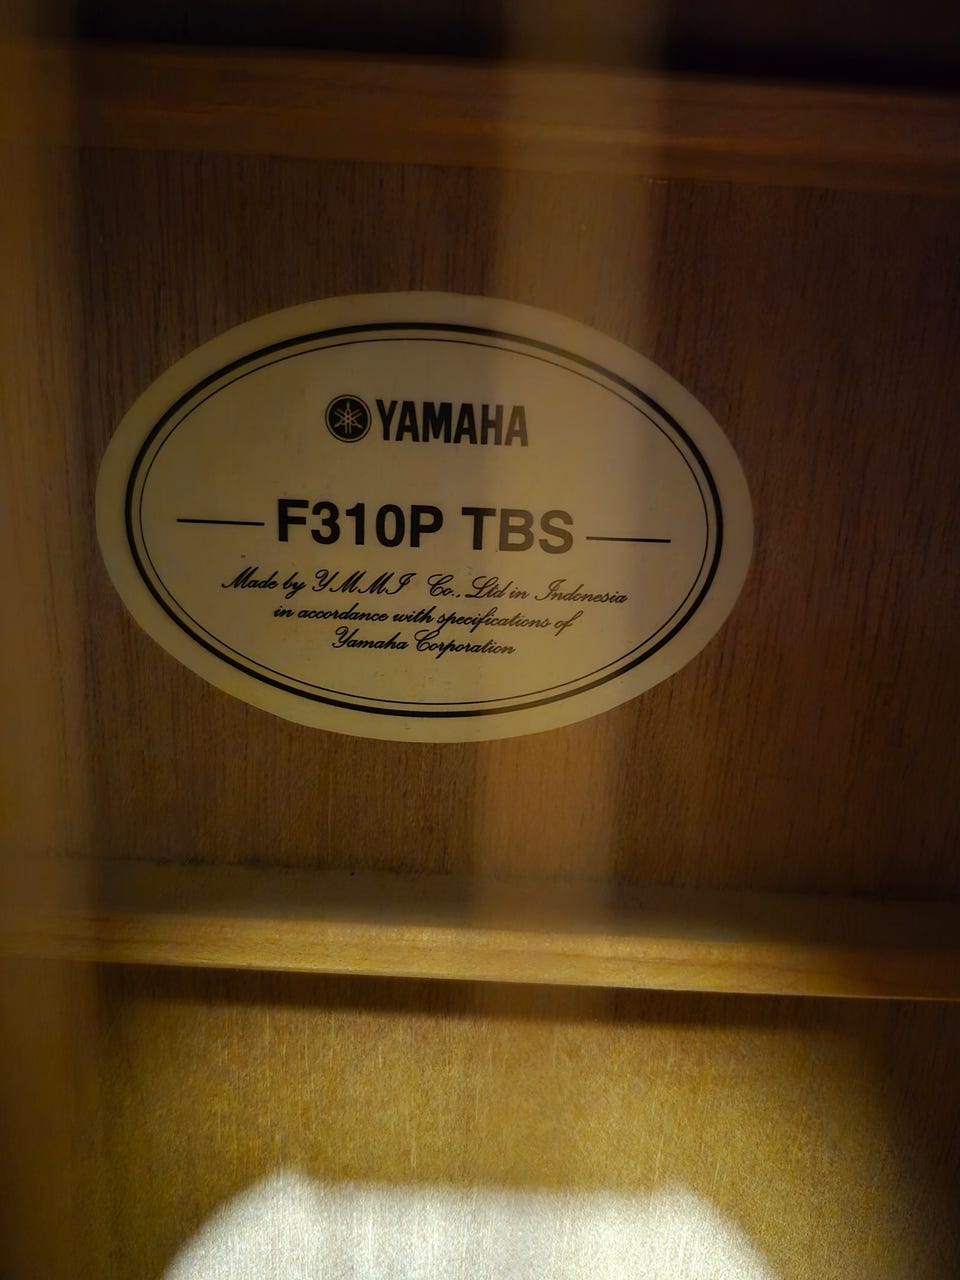 YAMAHA
F310P TBS
Made by YMMI Co., Ltd in Indonesia
in accordance with specifications of
Yamaha Corporation